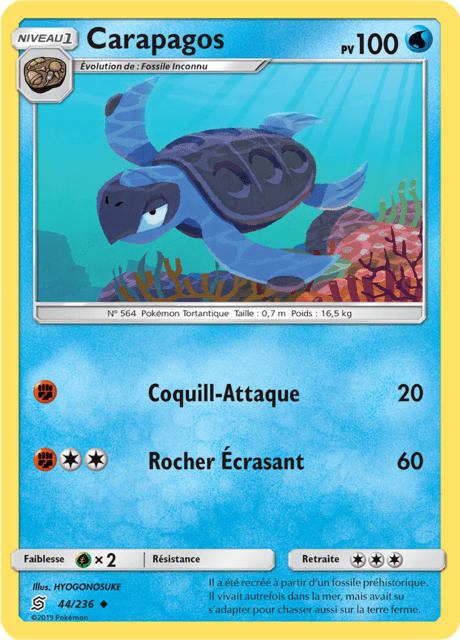 NIVEAU 1 Carapagos PV 100
Évolution de : Fossile Inconnu
N° 564 Pokémon Tortantique Taille : 0,7 m Poids : 16,5 kg
Coquill-Attaque 20
Rocher Écrasant 60
Faiblesse × 2 Résistance Retraite
Illus. HYOGONOSUKE
44/236
©2019 Pokémon
Il a été recréé à partir d'un fossile préhistorique.
Il vivait autrefois dans la mer, mais avait su
s'adapter pour chasser aussi sur la terre ferme.